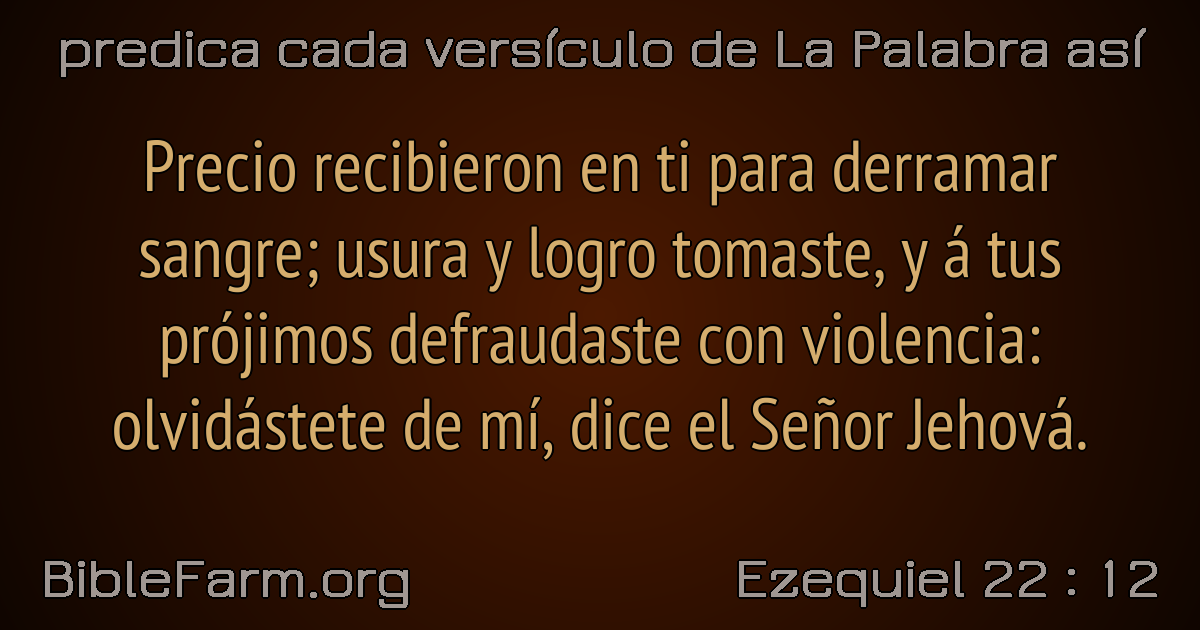 predica cada versículo de La Palabra así
Precio recibieron en ti para derramar
sangre; usura y logro tomaste, y á tus
prójimos defraudaste con violencia:
olvidástete de mí, dice el Señor Jehová.
BibleFarm.org
Ezequiel 22 : 12